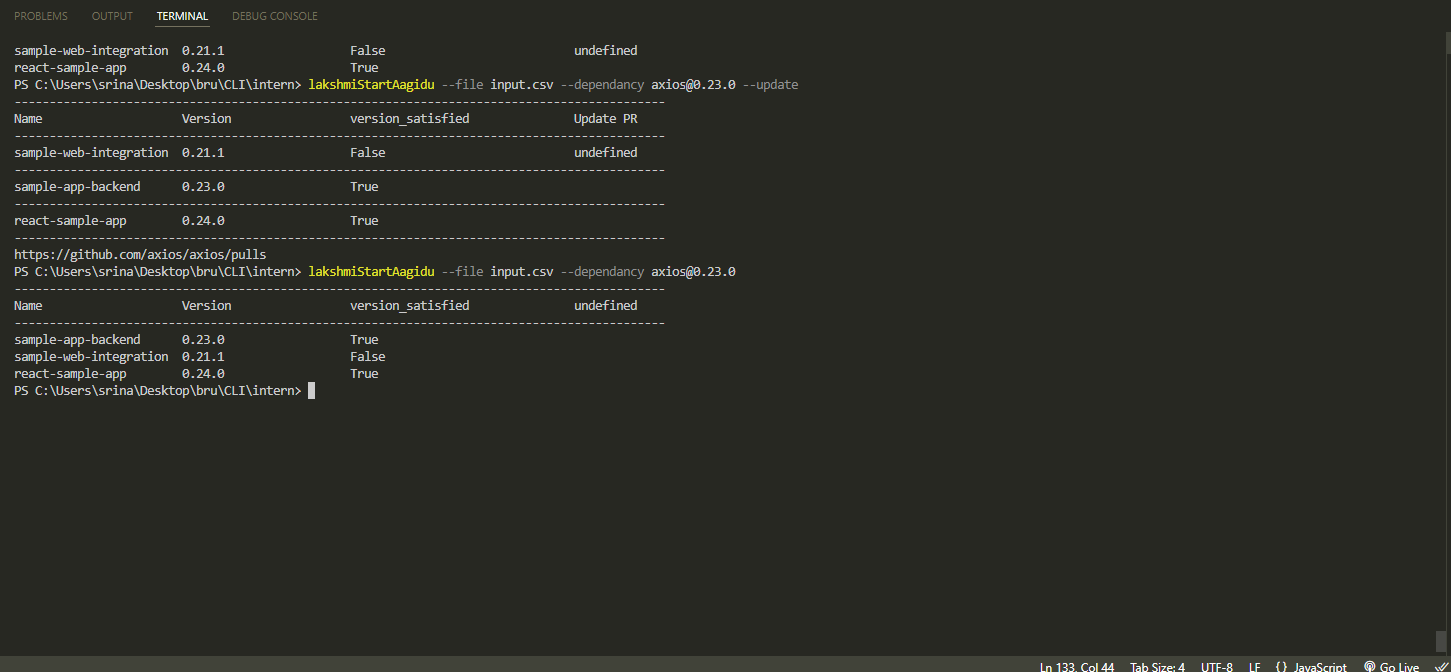 PROBLEMS OUTPUT TERMINAL DEBUG CONSOLE
sample-web-integration 0.21.1 False undefined
react-sample-app 0.24.0 True
PS C:\Users\srina\Desktop\bru\CLI\intern> lakshmiStartAagidu --file input.csv --dependancy axios@0.23.0 --update
---------------------------------------------------------------------------------------------
Name Version version_satisfied Update PR
---------------------------------------------------------------------------------------------
sample-web-integration 0.21.1 False undefined
---------------------------------------------------------------------------------------------
sample-app-backend 0.23.0 True
---------------------------------------------------------------------------------------------
react-sample-app 0.24.0 True
---------------------------------------------------------------------------------------------
https://github.com/axios/axios/pulls
PS C:\Users\srina\Desktop\bru\CLI\intern> lakshmiStartAagidu --file input.csv --dependancy axios@0.23.0
---------------------------------------------------------------------------------------------
Name Version version_satisfied undefined
---------------------------------------------------------------------------------------------
sample-app-backend 0.23.0 True
sample-web-integration 0.21.1 False
react-sample-app 0.24.0 True
PS C:\Users\srina\Desktop\bru\CLI\intern>
Ln 133, Col 44 Tab Size: 4 UTF-8 LF {} JavaScript Go Live